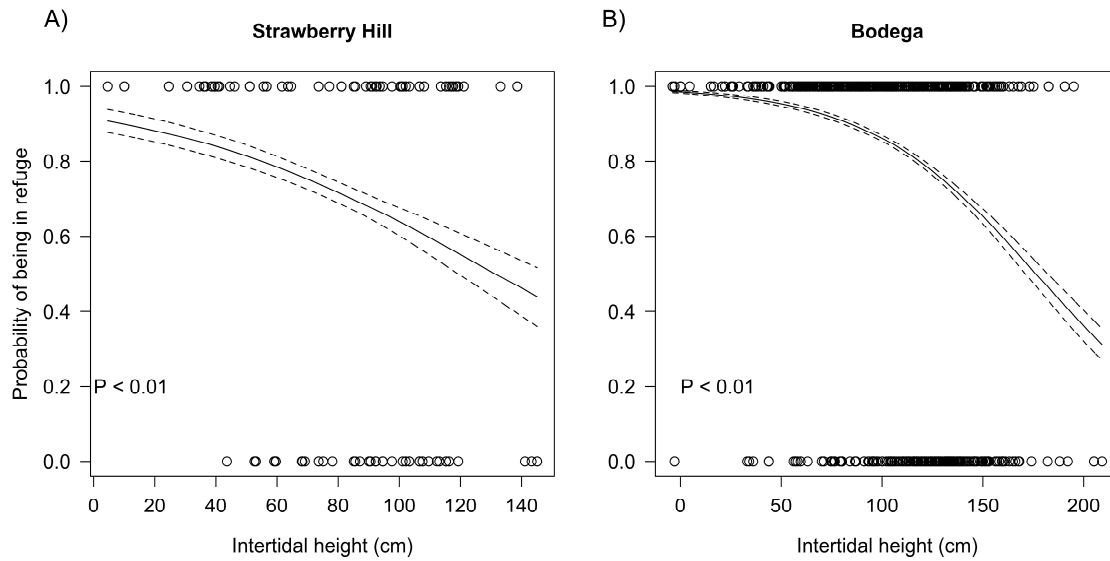 A)
Strawberry Hill
Probability of being in refuge
1.0
0.8
0.6
0.4
0.2
0.0
P < 0.01
0 20 40 60 80 100 120 140
Intertidal height (cm)
B)
Bodega
1.0
0.8
0.6
0.4
0.2
0.0
P < 0.01
0 50 100 150 200
Intertidal height (cm)